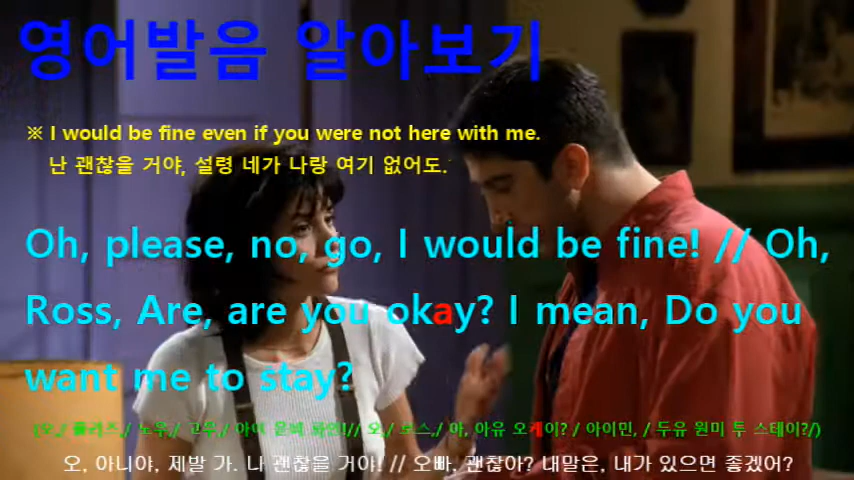 영어발음 알아보기
※ I would be fine even if you were not here with me.
난 괜찮을 거야, 설령 네가 나랑 여기 없어도.
Oh, please, no, go, I would be fine! // Oh,
Ross, Are, are you okay? I mean, Do you
want me to stay?
(오,/ 플리즈,/ 노우,/ 고우,/ 아이 파인!// 오,/ 로스,/ 아, 아유 오케이? / 아이민, / 두유 원미 투 스테이?/)
오, 아니야, 제발 가. 나 괜찮을 거야! // 오빠, 괜찮아? 내말은, 내가 있으면 좋겠어?